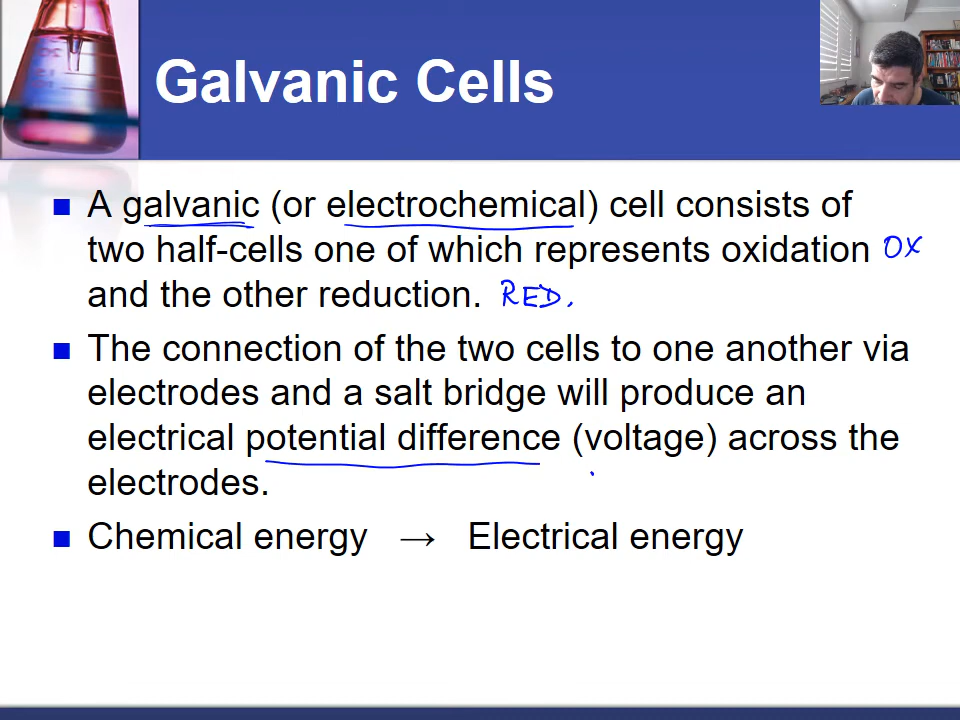 Galvanic Cells
A galvanic (or electrochemical) cell consists of
two half-cells one of which represents oxidation OX
and the other reduction. RED.
The connection of the two cells to one another via
electrodes and a salt bridge will produce an
electrical potential difference (voltage) across the
electrodes.
Chemical energy → Electrical energy